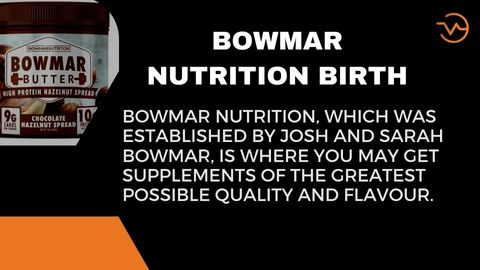 BOWMAR
NUTRITION BIRTH
BOWMAR NUTRITION, WHICH WAS
ESTABLISHED BY JOSH AND SARAH
BOWMAR, IS WHERE YOU MAY GET
SUPPLEMENTS OF THE GREATEST
POSSIBLE QUALITY AND FLAVOUR.
BOWMARNUTRITION
BOWMAR
BUTTER
HIGH PROTEIN HAZELNUT SPREAD
9G
CHOCOLATE
HAZELNUT SPREAD
10